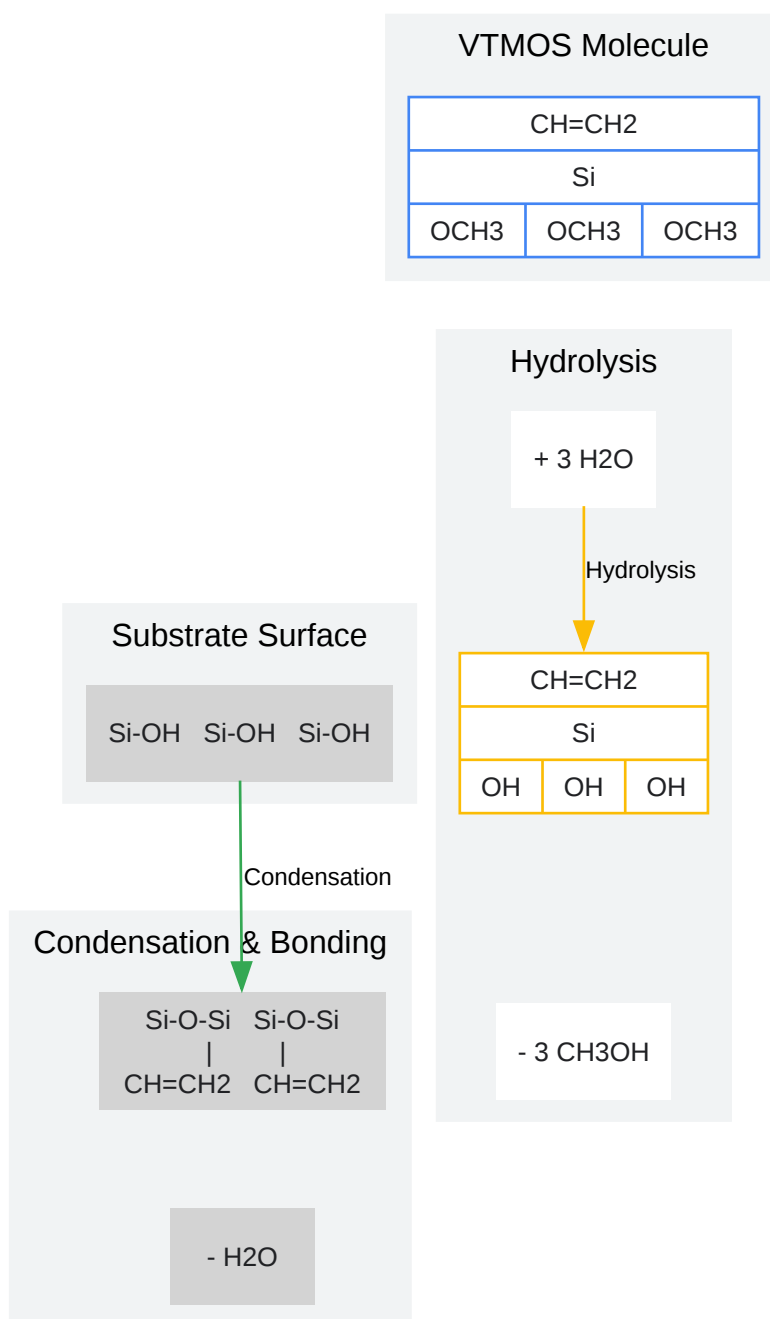 VTMOS Molecule
CH=CH2
Si
OCH3 OCH3 OCH3
Hydrolysis
+ 3 H2O
Hydrolysis
CH=CH2
Si
OH OH OH
- 3 CH3OH
Substrate Surface
Si-OH Si-OH Si-OH
Condensation
Condensation & Bonding
Si-O-Si Si-O-Si
| |
CH=CH2 CH=CH2
- H2O